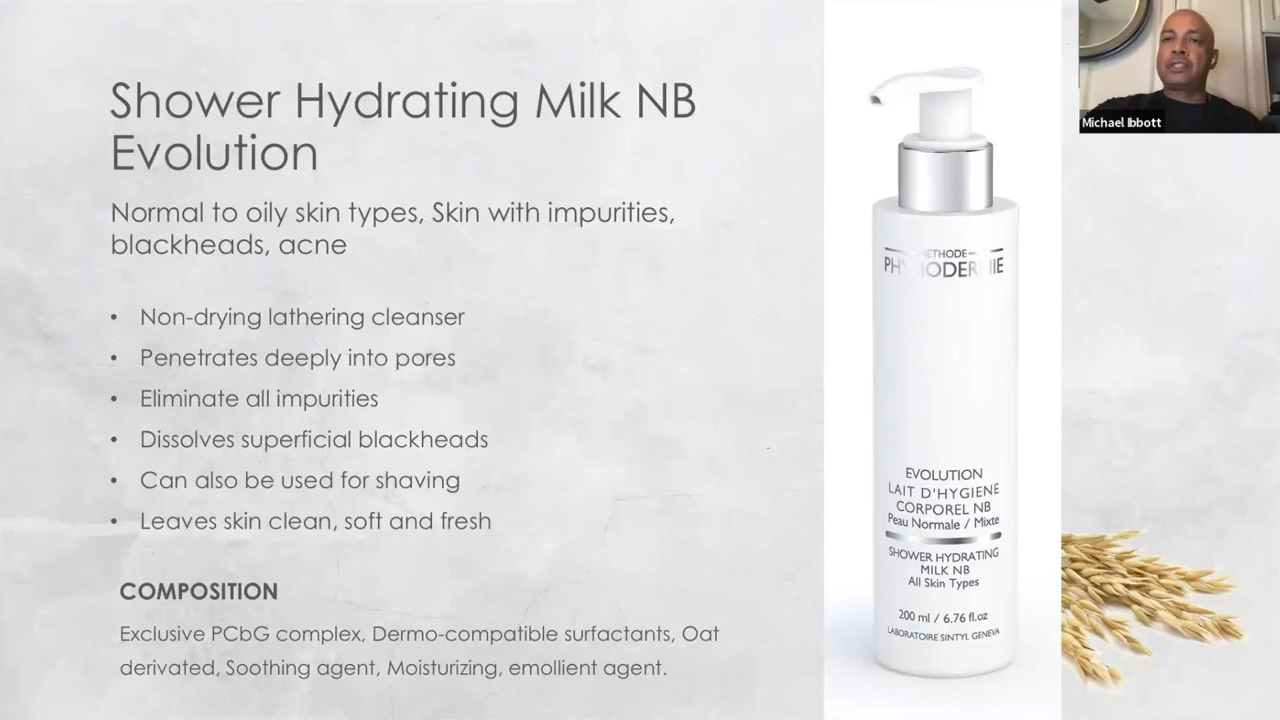 Shower Hydrating Milk NB
Evolution
Normal to oily skin types, Skin with impurities,
blackheads, acne
• Non-drying lathering cleanser
• Penetrates deeply into pores
• Eliminate all impurities
• Dissolves superficial blackheads
• Can also be used for shaving
• Leaves skin clean, soft and fresh
COMPOSITION
Exclusive PCbG complex, Dermo-compatible surfactants, Oat
derivated, Soothing agent, Moisturizing, emollient agent.
EVOLUTION
LAIT D'HYGIENE
CORPOREL NB
Peau Normale / Mixte
SHOWER HYDRATING
MILK NB
All Skin Types
200 ml / 6.76 fl.oz
LABORATOIRE SINTYL GENEVA
Michael Ibbott